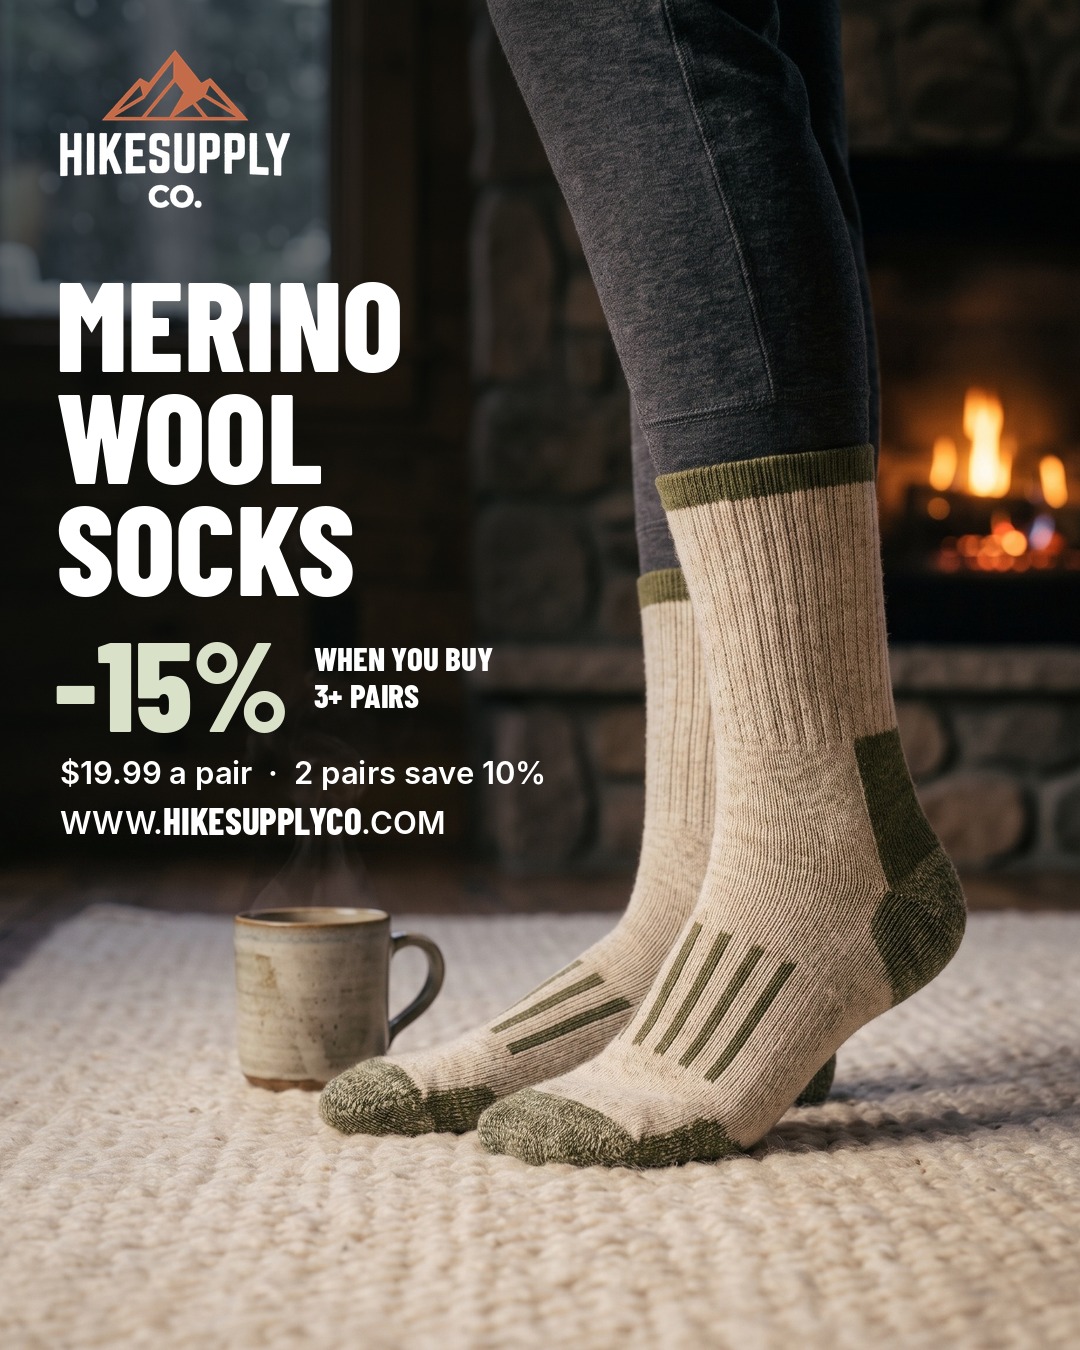 HIKESUPPLY
CO.
MERINO
WOOL
SOCKS
-15%
WHEN YOU BUY
3+ PAIRS
$19.99 a pair · 2 pairs save 10%
WWW.HIKESUPPLYCO.COM